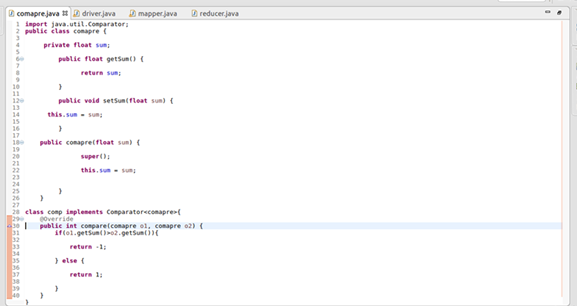 comapre.java driver.java mapper.java reducer.java
1 import java.util.Comparator;
2 public class comapre {
3
4 private float sum;
5
6 public float getSum() {
7
8 return sum;
9
10 }
11
12 public void setSum(float sum) {
13
14 this.sum = sum;
15
16 }
17
18 public comapre(float sum) {
19
20 super();
21
22 this.sum = sum;
23
24
25 }
26 }
27
28 class comp implements Comparator<comapre>{
29 @Override
30 public int compare(comapre o1, comapre o2) {
31 if(o1.getSum()>o2.getSum()){
32
33 return -1;
34
35 } else {
36
37 return 1;
38
39 }
40 }
}